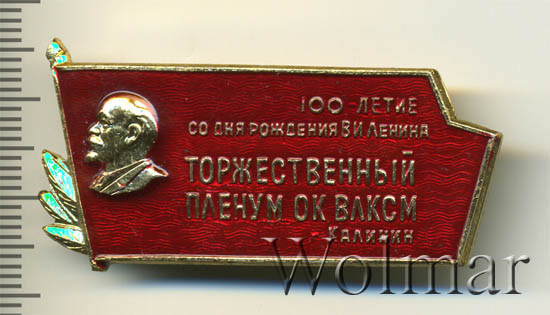 100 ЛЕТИЕ
СО ДНЯ РОЖДЕНИЯ В И ЛЕНИНА
ТОРЖЕСТВЕННЫЙ
ПЛЕНУМ ОК ВЛКСМ
КАЛИНИН
Wolmar